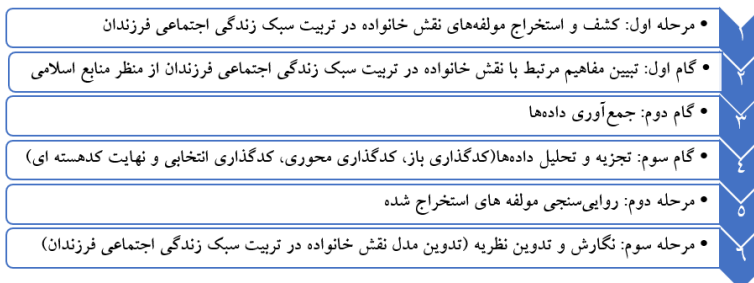 ۱ • مرحله اول: کشف و استخراج مولفه‌های نقش خانواده در تربیت سبک زندگی اجتماعی فرزندان
۲ • گام اول: تبیین مفاهیم مرتبط با نقش خانواده در تربیت سبک زندگی اجتماعی فرزندان از منظر منابع اسلامی
۳ • گام دوم: جمع‌آوری داده‌ها
٤ • گام سوم: تجزیه و تحلیل داده‌ها(کدگذاری باز، کدگذاری محوری، کدگذاری انتخابی و نهایت کدهسته ای)
٥ • مرحله دوم: روایی‌سنجی مولفه های استخراج شده
٦ • مرحله سوم: نگارش و تدوین نظریه (تدوین مدل نقش خانواده در تربیت سبک زندگی اجتماعی فرزندان)